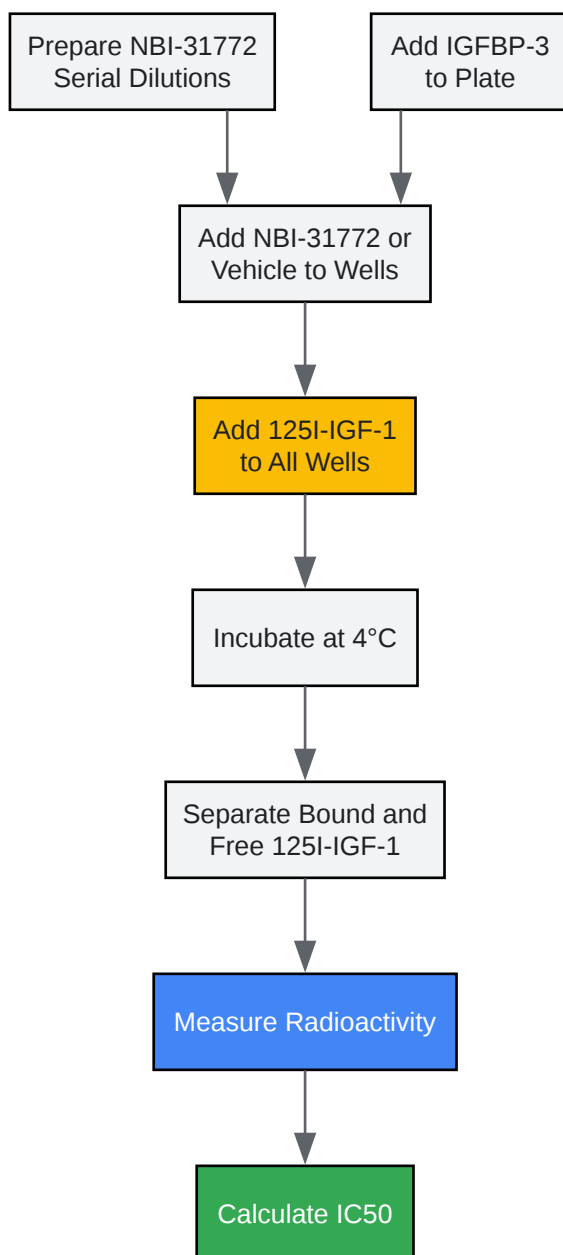 Prepare NBI-31772
Serial Dilutions
Add IGFBP-3
to Plate
Add NBI-31772 or
Vehicle to Wells
Add 125I-IGF-1
to All Wells
Incubate at 4°C
Separate Bound and
Free 125I-IGF-1
Measure Radioactivity
Calculate IC50